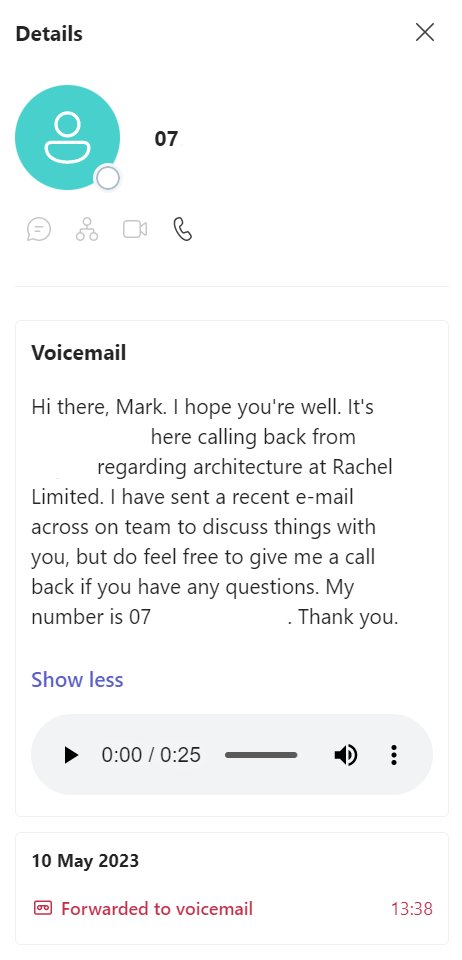 Details
07
Voicemail
Hi there, Mark. I hope you're well. It's
here calling back from
regarding architecture at Rachel
Limited. I have sent a recent e-mail
across on team to discuss things with
you, but do feel free to give me a call
back if you have any questions. My
number is 07 . Thank you.
Show less
0:00 / 0:25
10 May 2023
Forwarded to voicemail 13:38